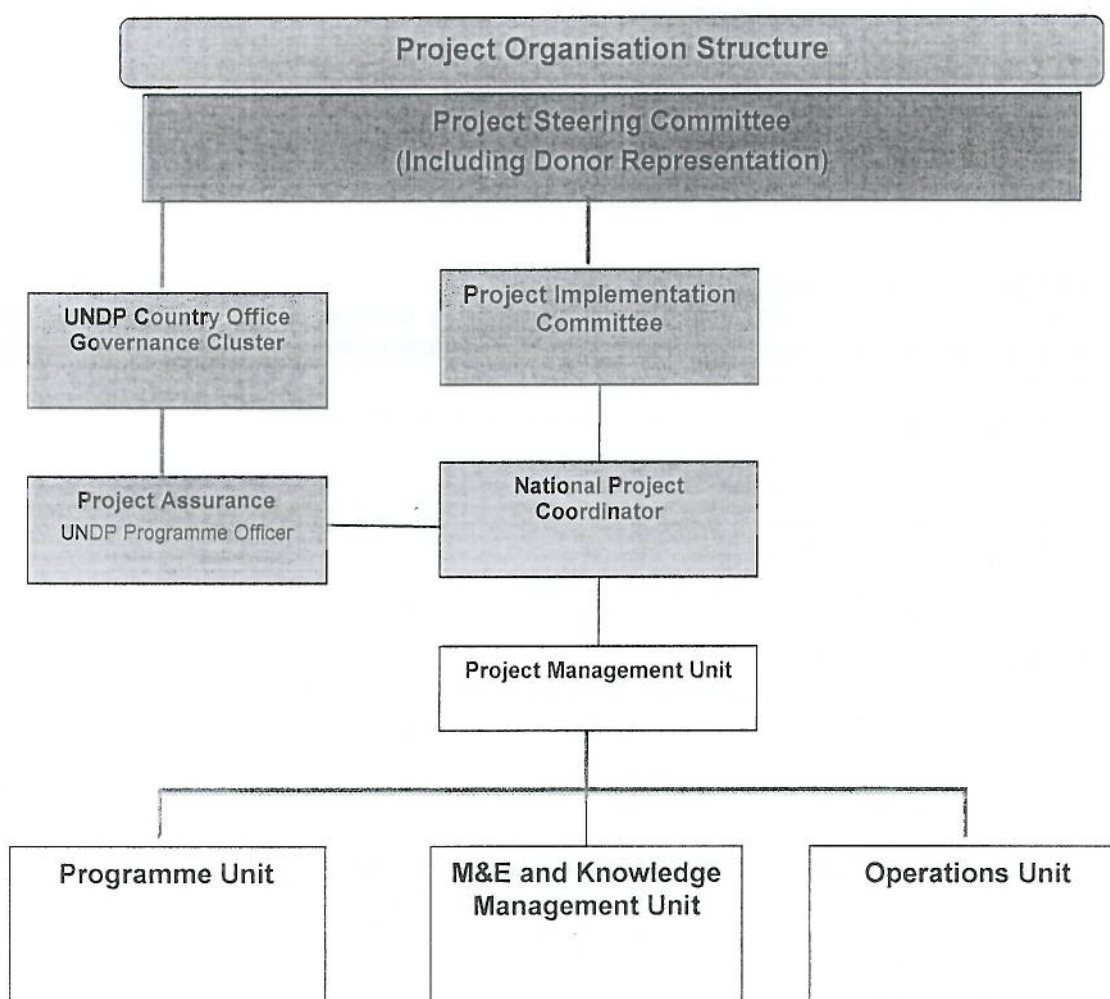 Project Organisation Structure
Project Steering Committee
(Including Donor Representation)
UNDP Country Office
Governance Cluster
Project Implementation
Committee
Project Assurance
UNDP Programme Officer
National Project
Coordinator
Project Management Unit
Programme Unit
M&E and Knowledge
Management Unit
Operations Unit